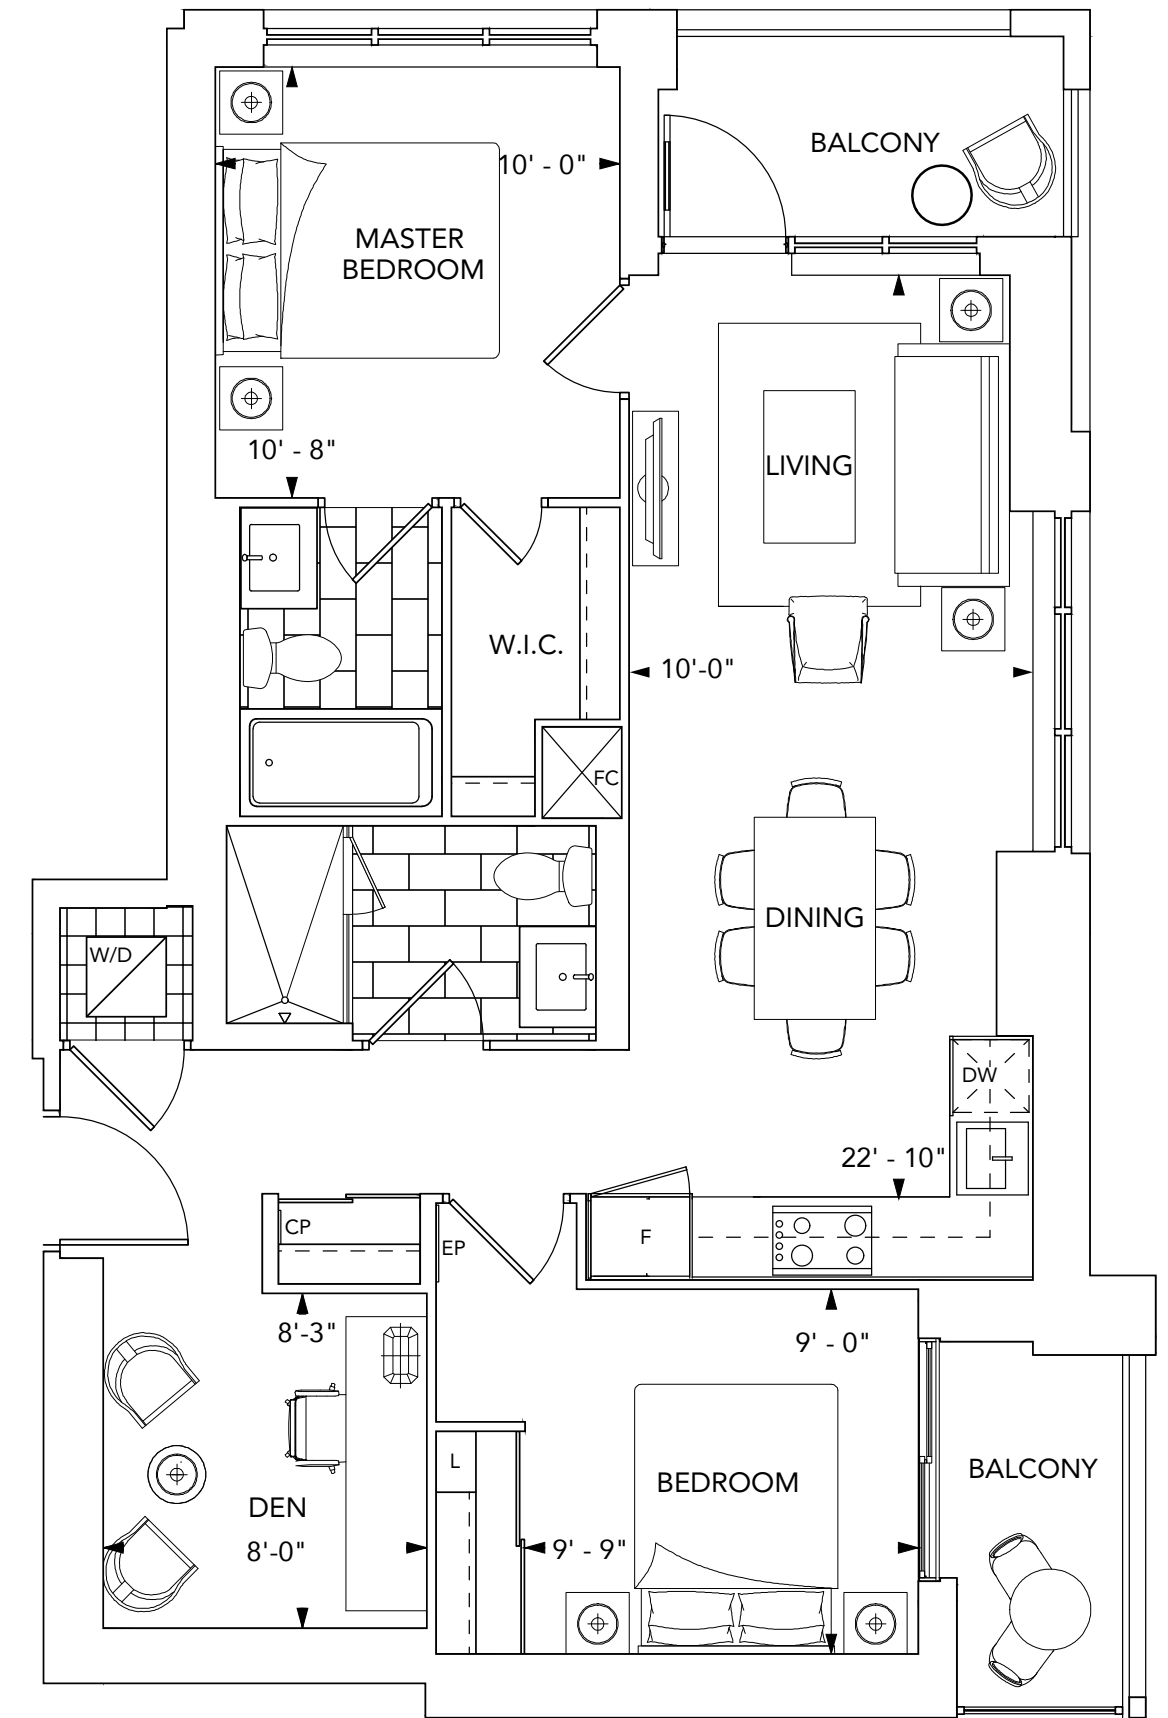 BALCONY
10' - 0"
MASTER
BEDROOM
10' - 8"
LIVING
W.I.C.
10'-0"
FC
DINING
W/D
DW
22' - 10"
CP
EP
F
8'-3"
9' - 0"
L
BEDROOM
BALCONY
DEN
8'-0"
9' - 9"